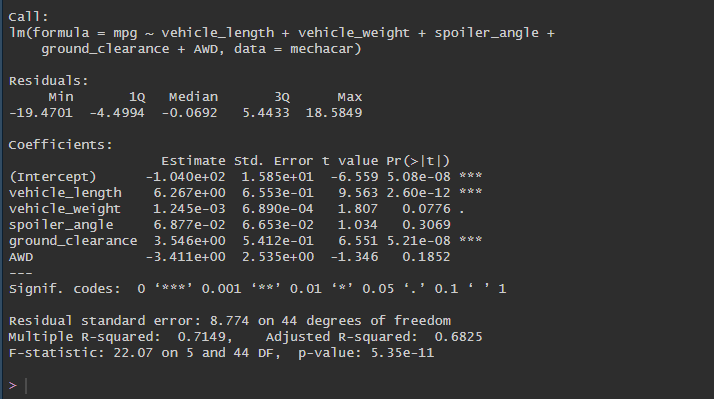 Call:
lm(formula = mpg ~ vehicle_length + vehicle_weight + spoiler_angle +
    ground_clearance + AWD, data = mechacar)

Residuals:
     Min       1Q   Median       3Q      Max
-19.4701  -4.4994  -0.0692   5.4433  18.5849

Coefficients:
                   Estimate Std. Error t value Pr(>|t|)
(Intercept)      -1.040e+02  1.585e+01  -6.559 5.08e-08 ***
vehicle_length    6.267e+00  6.553e-01   9.563 2.60e-12 ***
vehicle_weight    1.245e-03  6.890e-04   1.807   0.0776 .
spoiler_angle     6.877e-02  6.653e-02   1.034   0.3069
ground_clearance  3.546e+00  5.412e-01   6.551 5.21e-08 ***
AWD              -3.411e+00  2.535e+00  -1.346   0.1852
---
Signif. codes:  0 ‘***’ 0.001 ‘**’ 0.01 ‘*’ 0.05 ‘.’ 0.1 ‘ ’ 1

Residual standard error: 8.774 on 44 degrees of freedom
Multiple R-squared:  0.7149,    Adjusted R-squared:  0.6825
F-statistic: 22.07 on 5 and 44 DF,  p-value: 5.35e-11

>